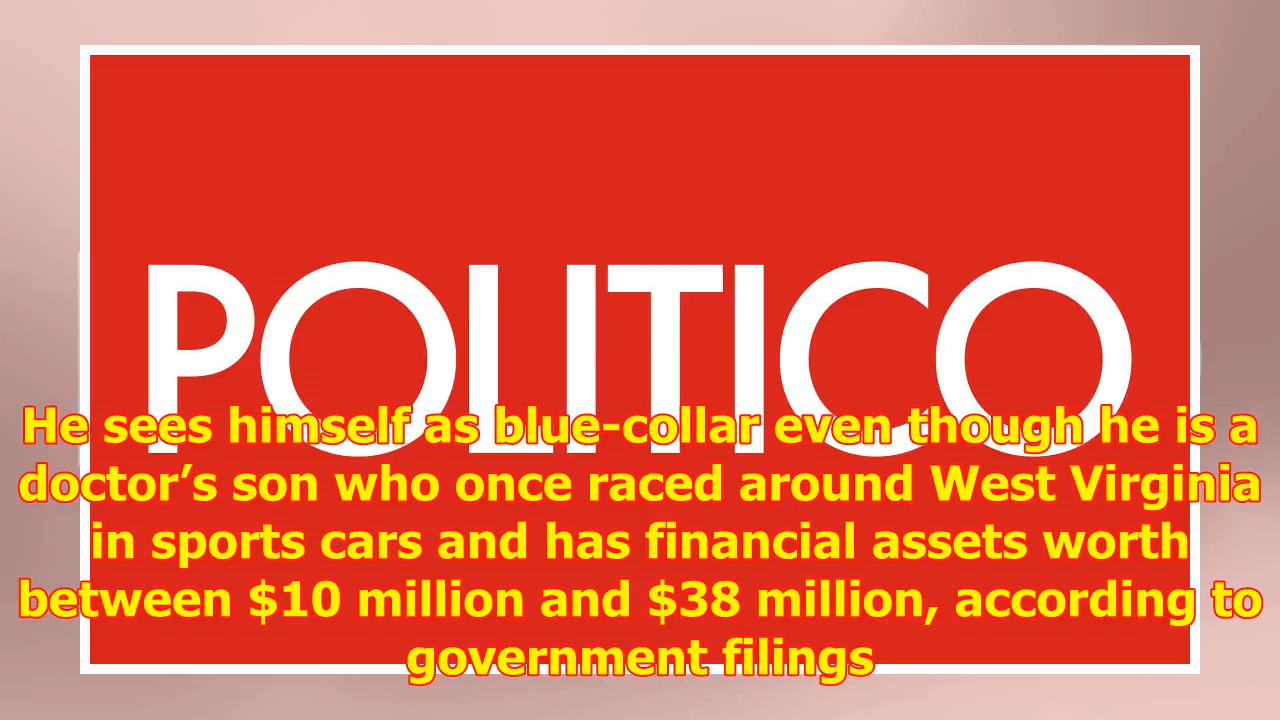 POLITICO
He sees himself as blue-collar even though he is a
doctor’s son who once raced around West Virginia
in sports cars and has financial assets worth
between $10 million and $38 million, according to
government filings